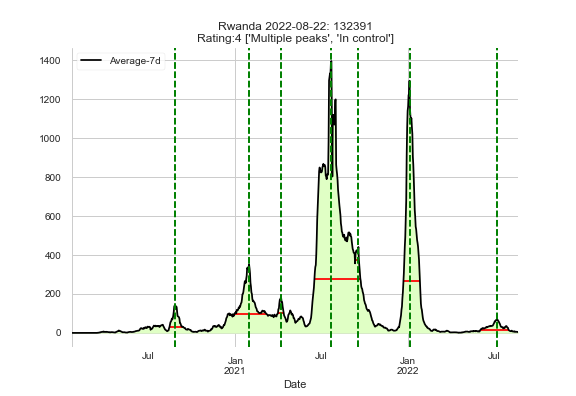 Rwanda 2022-08-22: 132391
Rating:4 ['Multiple peaks', 'In control']
Average-7d
1400
1200
1000
800
600
400
200
0
Jul
Jan
2021
Jul
Jan
2022
Jul
Date